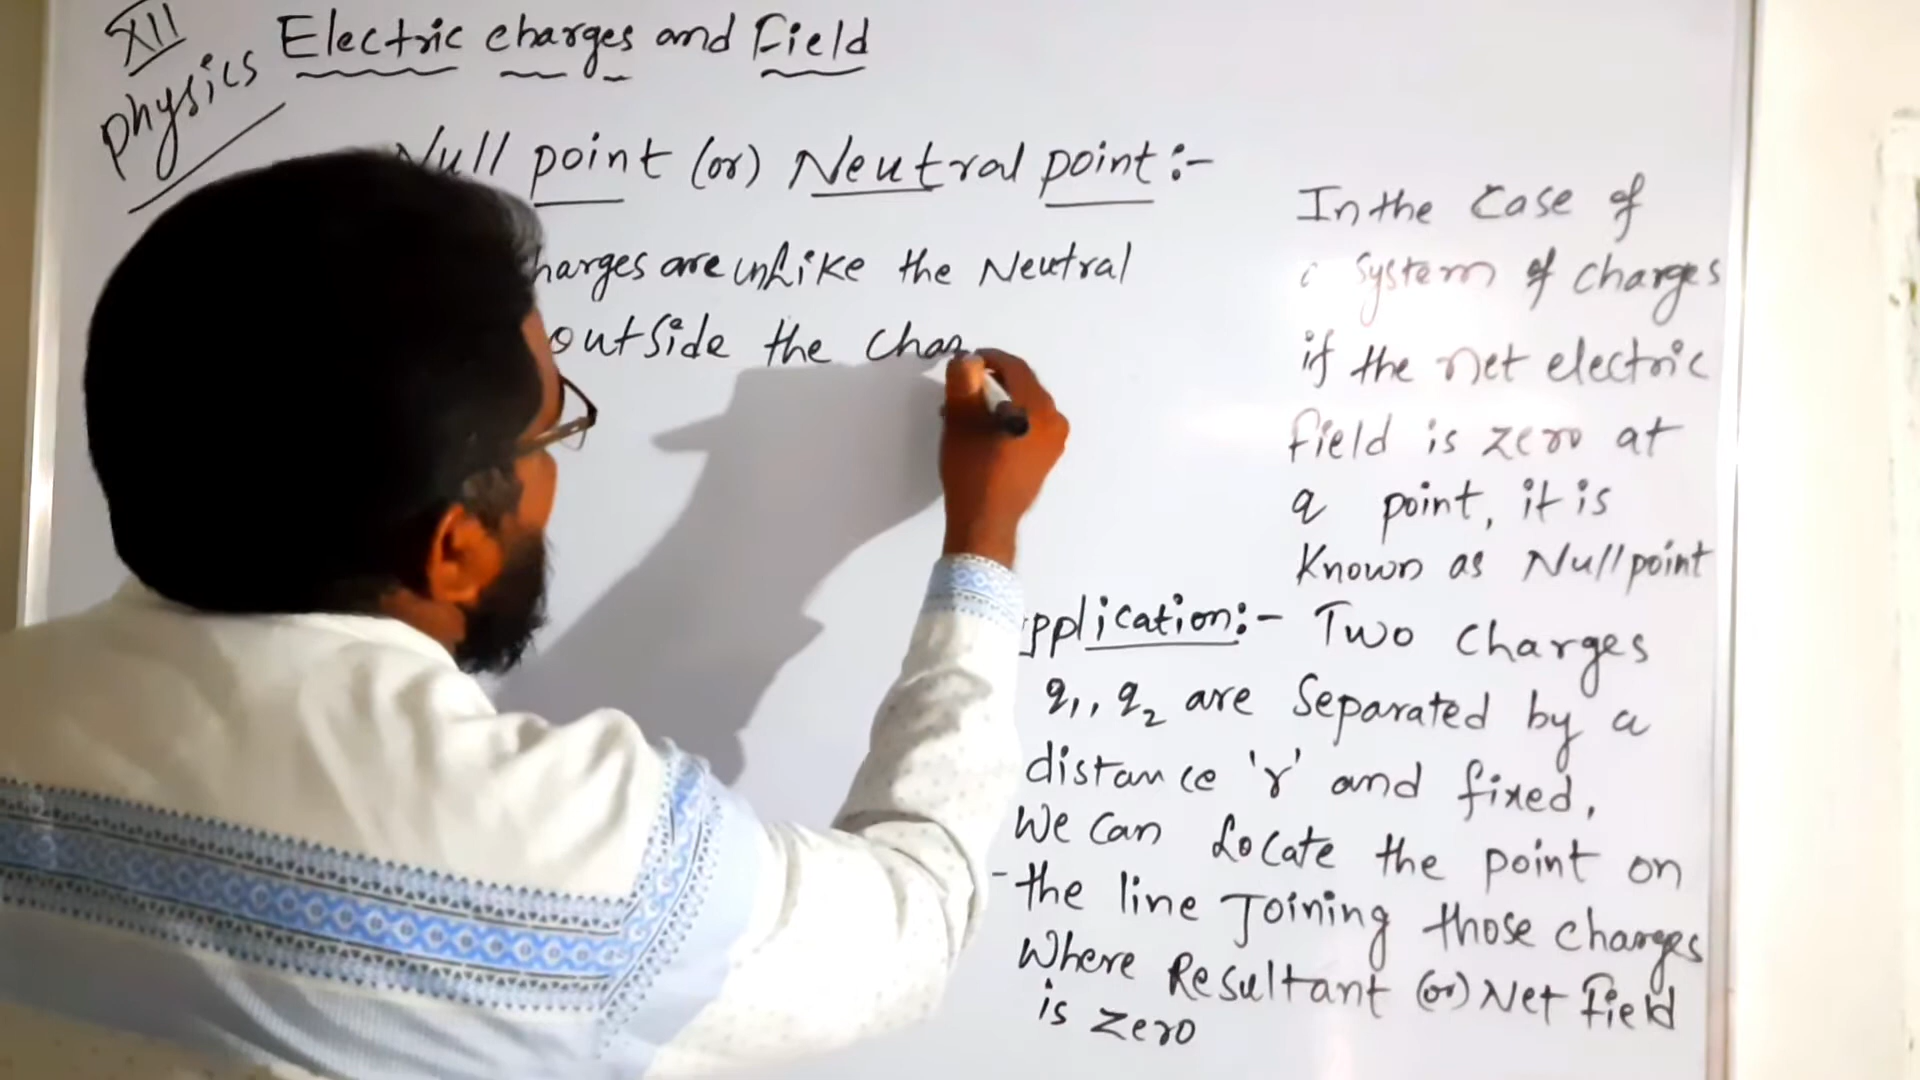 XII
Physics
Electric charges and Field
Null point (or) Neutral point:-
harges are unlike the Neutral
outside the Char
In the case of
system of charges
if the net electric
field is zero at
a point, it is
Known as Null point
pplication:- Two charges
q1, q2 are separated by a
distance 'r' and fixed,
We can Locate the point on
the line Joining those charges
Where Resultant (or) Net field
is zero